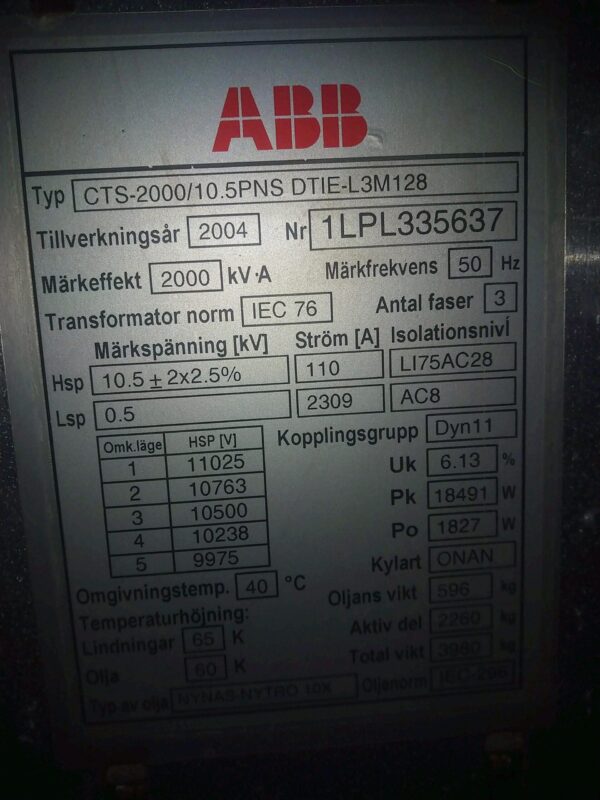 ABB
Typ CTS-2000/10.5PNS DTIE-L3M128
Tillverkningsår 2004 Nr 1LPL335637
Märkeffekt 2000 kV·A Märkfrekvens 50 Hz
Transformator norm IEC 76 Antal faser 3
Märkspänning [kV] Ström [A] IsolationsnivÍ
Hsp 10.5 ± 2x2.5% 110 LI75AC28
Lsp 0.5 2309 AC8
Omk.läge HSP [V]
1 11025
2 10763
3 10500
4 10238
5 9975
Kopplingsgrupp Dyn11
Uk 6.13 %
Pk 18491 W
Po 1827 W
Kylart ONAN
Omgivningstemp. 40 °C
Oljans vikt 596 kg
Temperaturhöjning:
Aktiv del 2260 kg
Lindningar 65 K
Total vikt 3980 kg
Olja 60 K
Typ av olja NYNAS-NYTRO 10X Oljenorm IEC-296